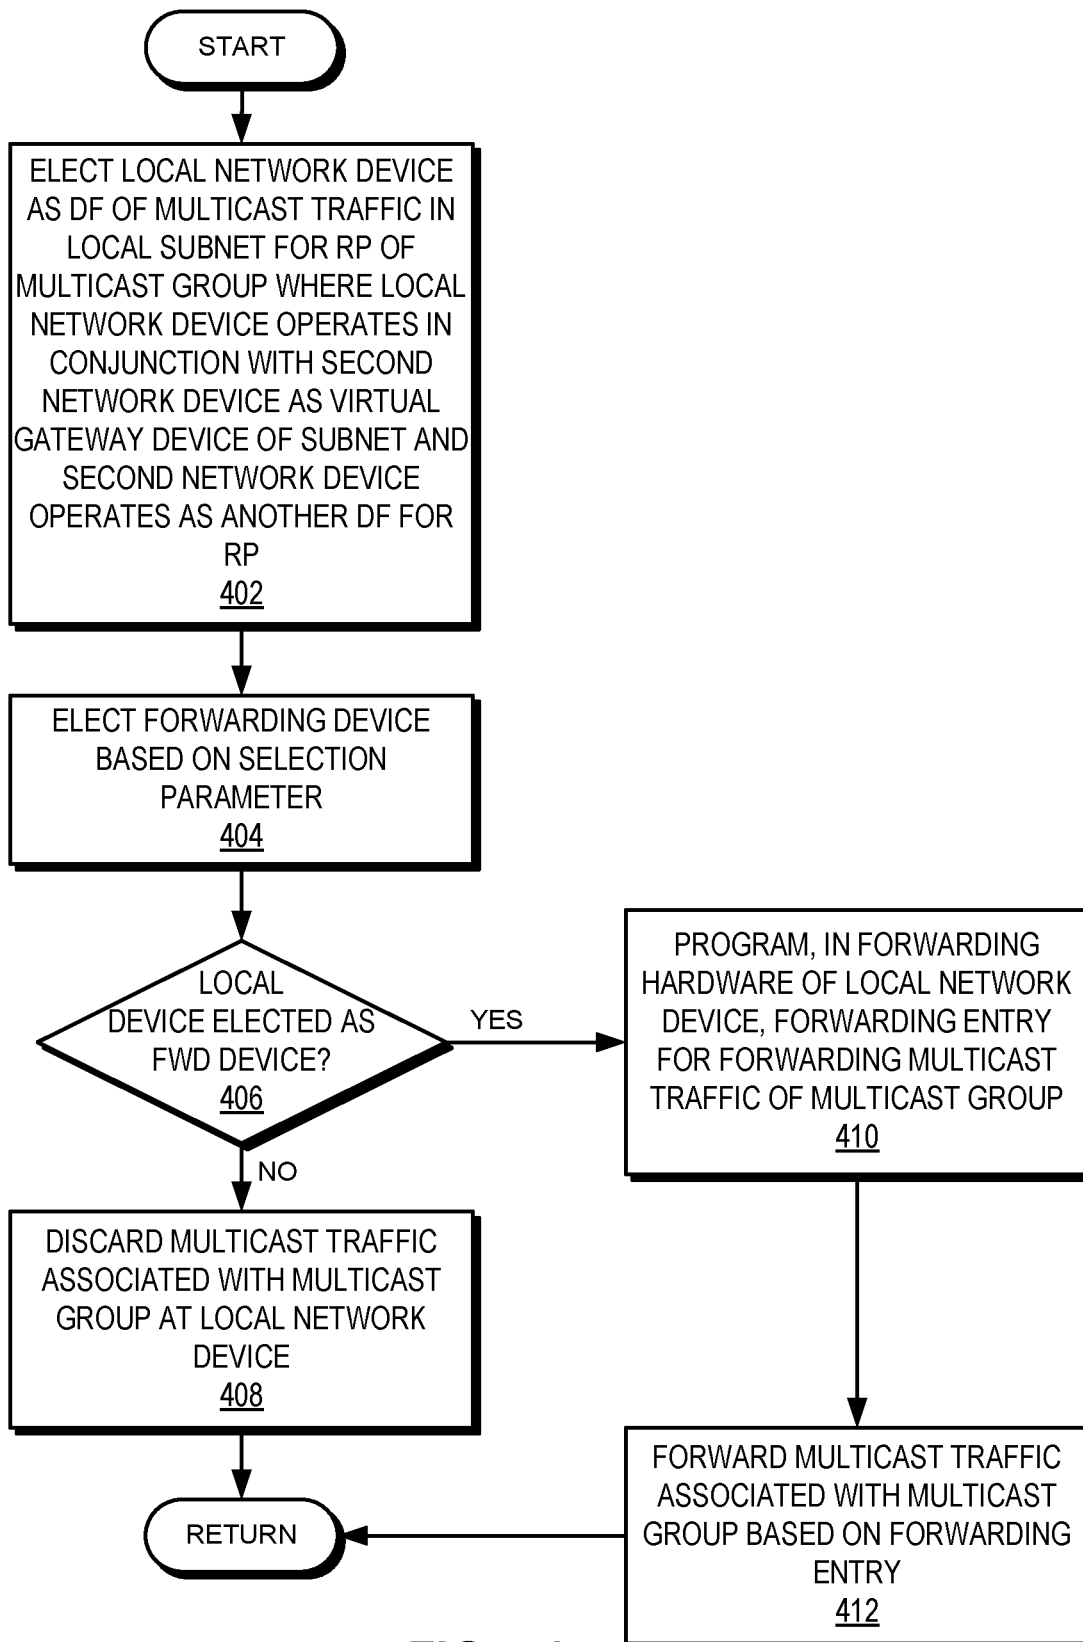 START
ELECT LOCAL NETWORK DEVICE
AS DF OF MULTICAST TRAFFIC IN
LOCAL SUBNET FOR RP OF
MULTICAST GROUP WHERE LOCAL
NETWORK DEVICE OPERATES IN
CONJUNCTION WITH SECOND
NETWORK DEVICE AS VIRTUAL
GATEWAY DEVICE OF SUBNET AND
SECOND NETWORK DEVICE
OPERATES AS ANOTHER DF FOR
RP
402
ELECT FORWARDING DEVICE
BASED ON SELECTION
PARAMETER
404
LOCAL
DEVICE ELECTED AS
FWD DEVICE?
406
YES
NO
PROGRAM, IN FORWARDING
HARDWARE OF LOCAL NETWORK
DEVICE, FORWARDING ENTRY
FOR FORWARDING MULTICAST
TRAFFIC OF MULTICAST GROUP
410
DISCARD MULTICAST TRAFFIC
ASSOCIATED WITH MULTICAST
GROUP AT LOCAL NETWORK
DEVICE
408
FORWARD MULTICAST TRAFFIC
ASSOCIATED WITH MULTICAST
GROUP BASED ON FORWARDING
ENTRY
412
RETURN